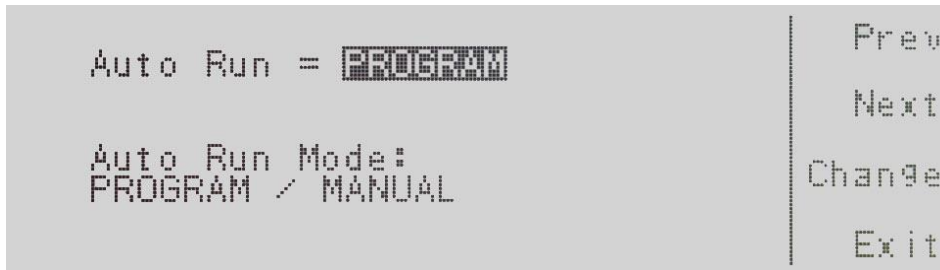 Auto Run = PROGRAM
Auto Run Mode:
PROGRAM / MANUAL
Prev
Next
Change
Exit